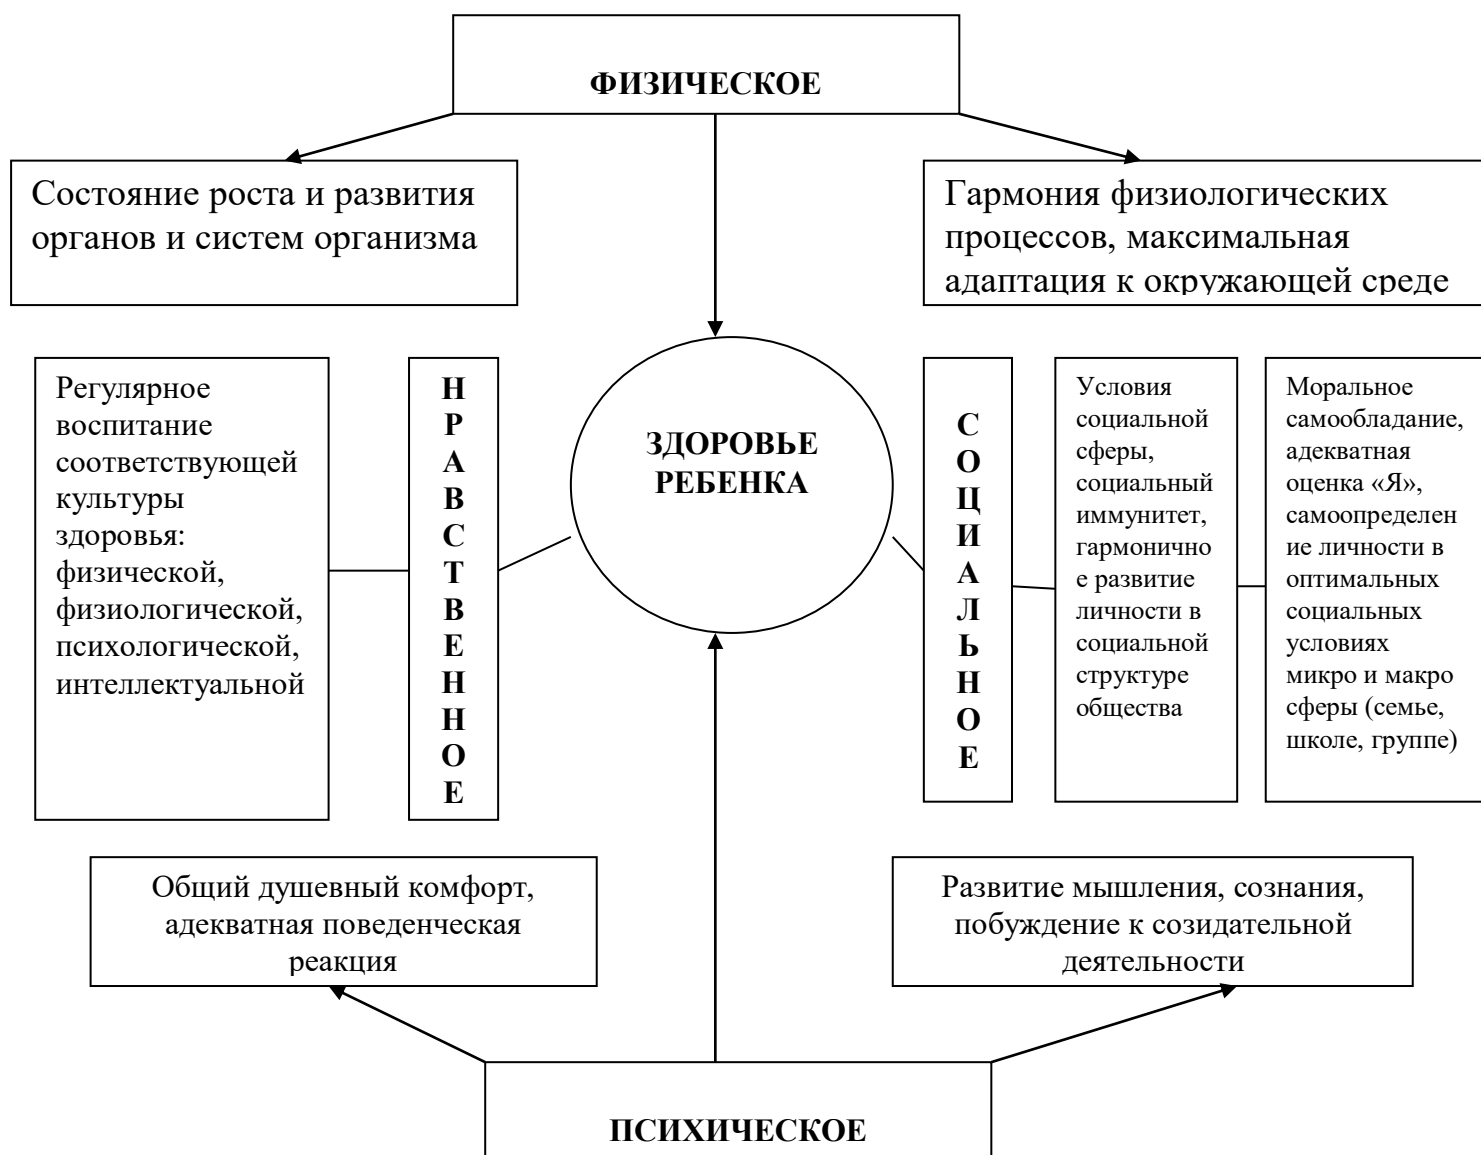 ФИЗИЧЕСКОЕ
Состояние роста и развития
органов и систем организма
Гармония физиологических
процессов, максимальная
адаптация к окружающей среде
Регулярное
воспитание
соответствующей
культуры
здоровья:
физической,
физиологической,
психологической,
интеллектуальной
Н
Р
А
В
С
Т
В
Е
Н
Н
О
Е
ЗДОРОВЬЕ
РЕБЕНКА
С
О
Ц
И
А
Л
Ь
Н
О
Е
Условия
социальной
сферы,
социальный
иммунитет,
гармонично
е развитие
личности в
социальной
структуре
общества
Моральное
самообладание,
адекватная
оценка «Я»,
самоопределен
ие личности в
оптимальных
социальных
условиях
микро и макро
сферы (семье,
школе, группе)
Общий душевный комфорт,
адекватная поведенческая
реакция
Развитие мышления, сознания,
побуждение к созидательной
деятельности
ПСИХИЧЕСКОЕ